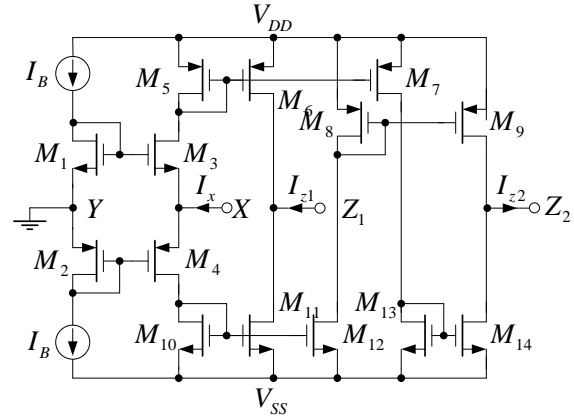 V_DD
I_B
M_5
M_6
M_7
M_8
M_9
M_1
M_3
I_x
X
Y
Z_1
I_z1
I_z2
Z_2
M_2
M_4
I_B
M_10
M_11
M_12
M_13
M_14
V_SS